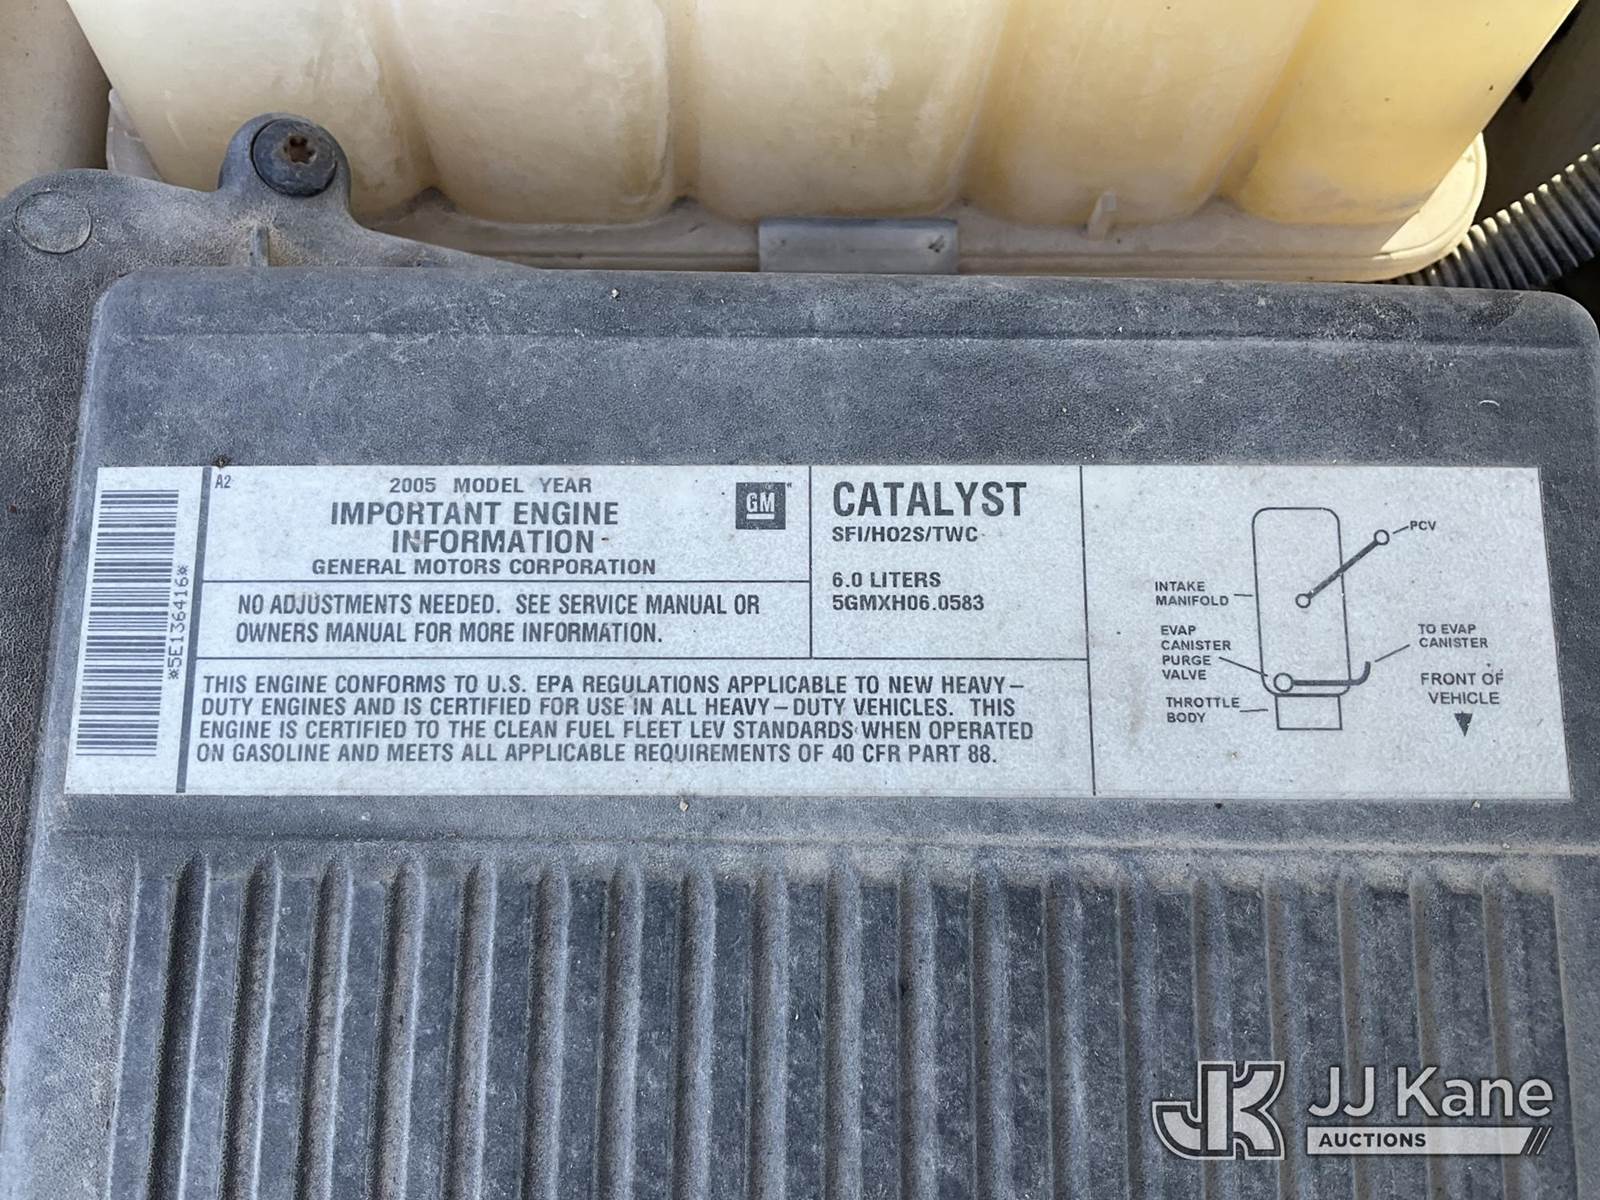 *5E136416*
A2
2005 MODEL YEAR
IMPORTANT ENGINE
INFORMATION
GENERAL MOTORS CORPORATION
GM
NO ADJUSTMENTS NEEDED. SEE SERVICE MANUAL OR
OWNERS MANUAL FOR MORE INFORMATION.
CATALYST
SFI/HO2S/TWC
6.0 LITERS
5GMXH06.0583
THIS ENGINE CONFORMS TO U.S. EPA REGULATIONS APPLICABLE TO NEW HEAVY–
DUTY ENGINES AND IS CERTIFIED FOR USE IN ALL HEAVY–DUTY VEHICLES. THIS
ENGINE IS CERTIFIED TO THE CLEAN FUEL FLEET LEV STANDARDS WHEN OPERATED
ON GASOLINE AND MEETS ALL APPLICABLE REQUIREMENTS OF 40 CFR PART 88.
PCV
INTAKE
MANIFOLD
EVAP
CANISTER
PURGE
VALVE
THROTTLE
BODY
TO EVAP
CANISTER
FRONT OF
VEHICLE
JK JJ Kane
AUCTIONS